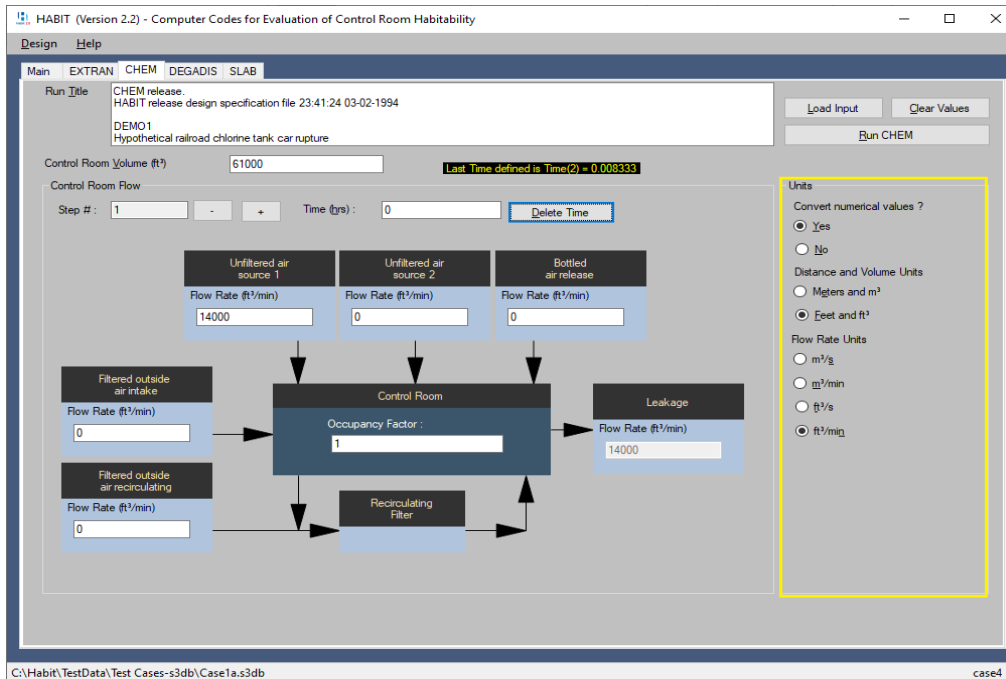 HABIT (Version 2.2) - Computer Codes for Evaluation of Control Room Habitability
Design Help
Main EXTRAN CHEM DEGADIS SLAB
Run Title
CHEM release.
HABIT release design specification file 23:41:24 03-02-1994
DEMO1
Hypothetical railroad chlorine tank car rupture
Load Input Clear Values
Run CHEM
Control Room Volume (ft³) 61000
Last Time defined is Time(2) = 0.008333
Control Room Flow
Step # : 1 - + Time (hrs) : 0 Delete Time
Unfiltered air
source 1
Flow Rate (ft³/min)
14000
Unfiltered air
source 2
Flow Rate (ft³/min)
0
Bottled
air release
Flow Rate (ft³/min)
0
Filtered outside
air intake
Flow Rate (ft³/min)
0
Control Room
Occupancy Factor :
1
Leakage
Flow Rate (ft³/min)
14000
Filtered outside
air recirculating
Flow Rate (ft³/min)
0
Recirculating
Filter
Units
Convert numerical values ?
Yes
No
Distance and Volume Units
Meters and m³
Feet and ft³
Flow Rate Units
m³/s
m³/min
ft³/s
ft³/min
C:\Habit\TestData\Test Cases-s3db\Case1a.s3db case4